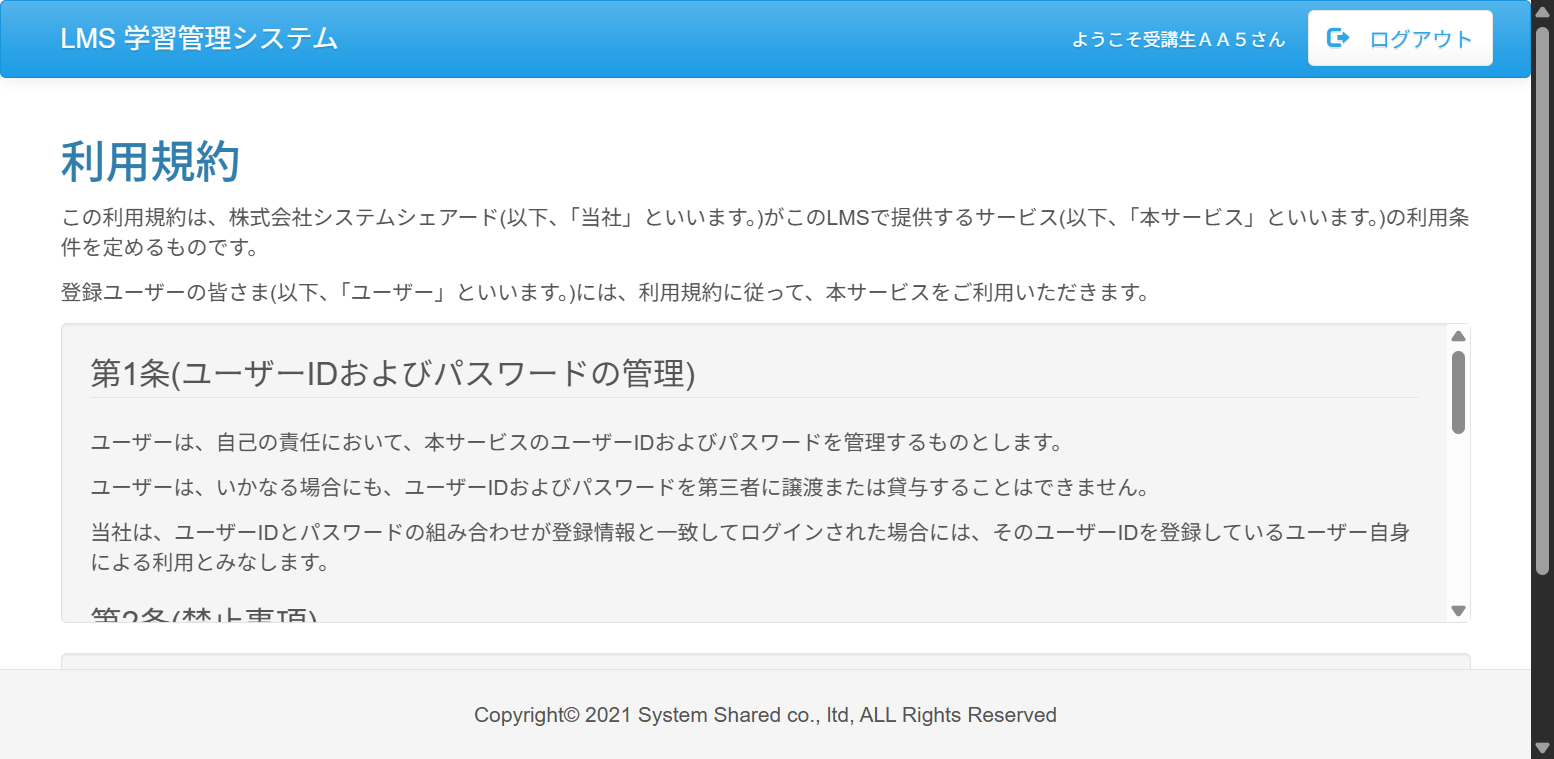 LMS 学習管理システム
ようこそ受講生ＡＡ５さん
ログアウト
利用規約
この利用規約は、株式会社システムシェアード(以下、「当社」といいます。)がこのLMSで提供するサービス(以下、「本サービス」といいます。)の利用条
件を定めるものです。
登録ユーザーの皆さま(以下、「ユーザー」といいます。)には、利用規約に従って、本サービスをご利用いただきます。
第1条(ユーザーIDおよびパスワードの管理)
ユーザーは、自己の責任において、本サービスのユーザーIDおよびパスワードを管理するものとします。
ユーザーは、いかなる場合にも、ユーザーIDおよびパスワードを第三者に譲渡または貸与することはできません。
当社は、ユーザーIDとパスワードの組み合わせが登録情報と一致してログインされた場合には、そのユーザーIDを登録しているユーザー自身
による利用とみなします。
第2条(禁止事項)
Copyright© 2021 System Shared co., ltd, ALL Rights Reserved